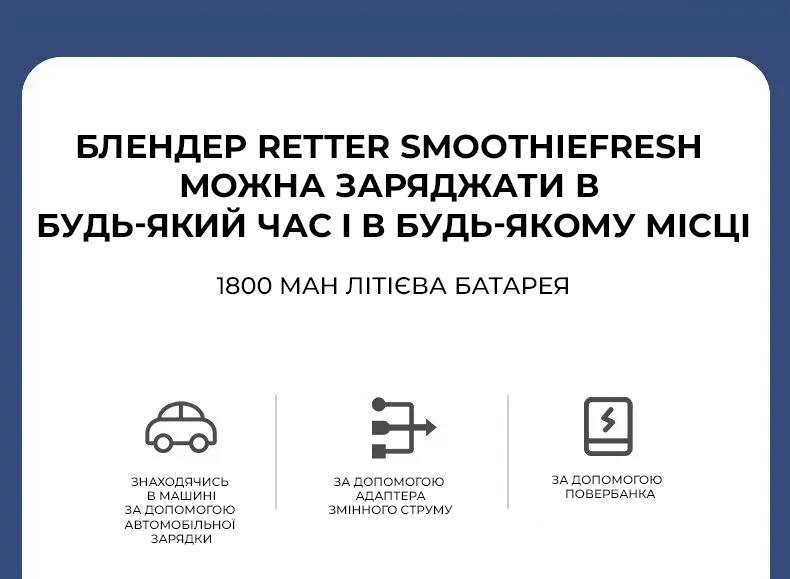 БЛЕНДЕР RETTER SMOOTHIEFRESH
МОЖНА ЗАРЯДЖАТИ В
БУДЬ-ЯКИЙ ЧАС І В БУДЬ-ЯКОМУ МІСЦІ
1800 МАН ЛІТІЄВА БАТАРЕЯ
ЗНАХОДЯЧИСЬ
В МАШИНІ
ЗА ДОПОМОГОЮ
АВТОМОБІЛЬНОЇ
ЗАРЯДКИ
ЗА ДОПОМОГОЮ
АДАПТЕРА
ЗМІННОГО СТРУМУ
ЗА ДОПОМОГОЮ
ПОВЕРБАНКА